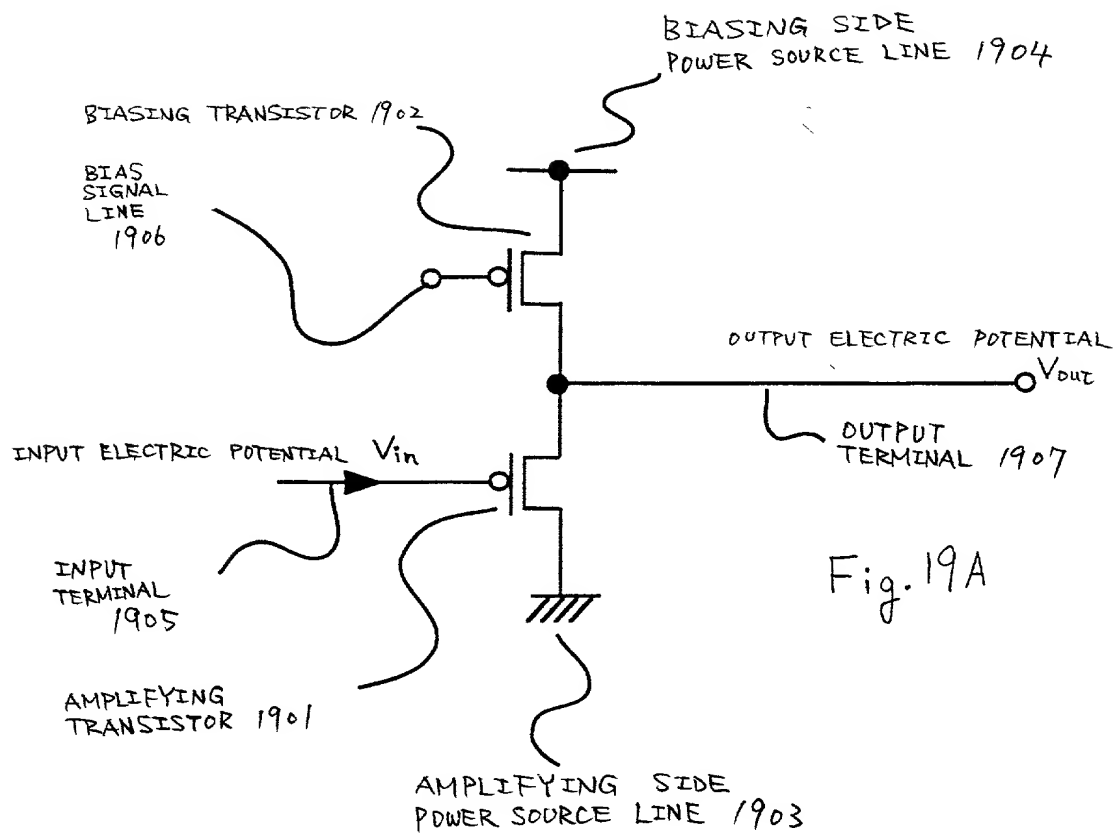 BIASING SIDE
POWER SOURCE LINE 1904
BIASING TRANSISTOR 1902
BIAS
SIGNAL
LINE
1906
OUTPUT ELECTRIC POTENTIAL
Vout
OUTPUT
TERMINAL 1907
INPUT ELECTRIC POTENTIAL Vin
INPUT
TERMINAL
1905
Fig. 19A
AMPLIFYING
TRANSISTOR 1901
AMPLIFYING SIDE
POWER SOURCE LINE 1903